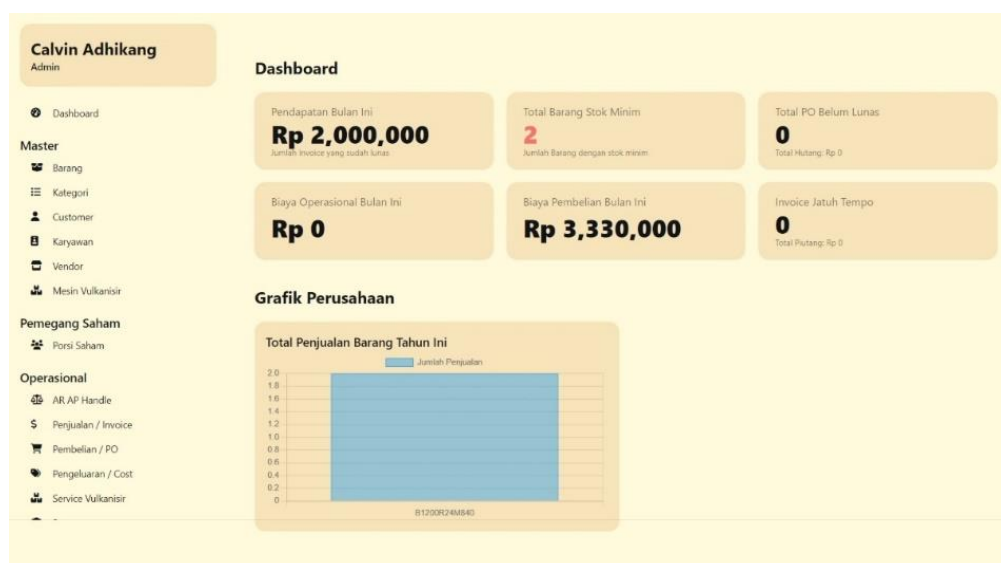 Calvin Adhikang
Admin
Dashboard
Master
Barang
Kategori
Customer
Karyawan
Vendor
Mesin Vulkanisir
Pemegang Saham
Porsi Saham
Operasional
AR AP Handle
Penjualan / Invoice
Pembelian / PO
Pengeluaran / Cost
Service Vulkanisir
Dashboard
Pendapatan Bulan Ini
Rp 2,000,000
Jumlah Invoice yang sudah lunas
Total Barang Stok Minim
2
Jumlah Barang dengan stok minim
Total PO Belum Lunas
0
Total Hutang: Rp 0
Biaya Operasional Bulan Ini
Rp 0
Biaya Pembelian Bulan Ini
Rp 3,330,000
Invoice Jatuh Tempo
0
Total Piutang: Rp 0
Grafik Perusahaan
Total Penjualan Barang Tahun Ini
Jumlah Penjualan
2.0
1.8
1.6
1.4
1.2
1.0
0.8
0.6
0.4
0.2
0
B1200R24M840